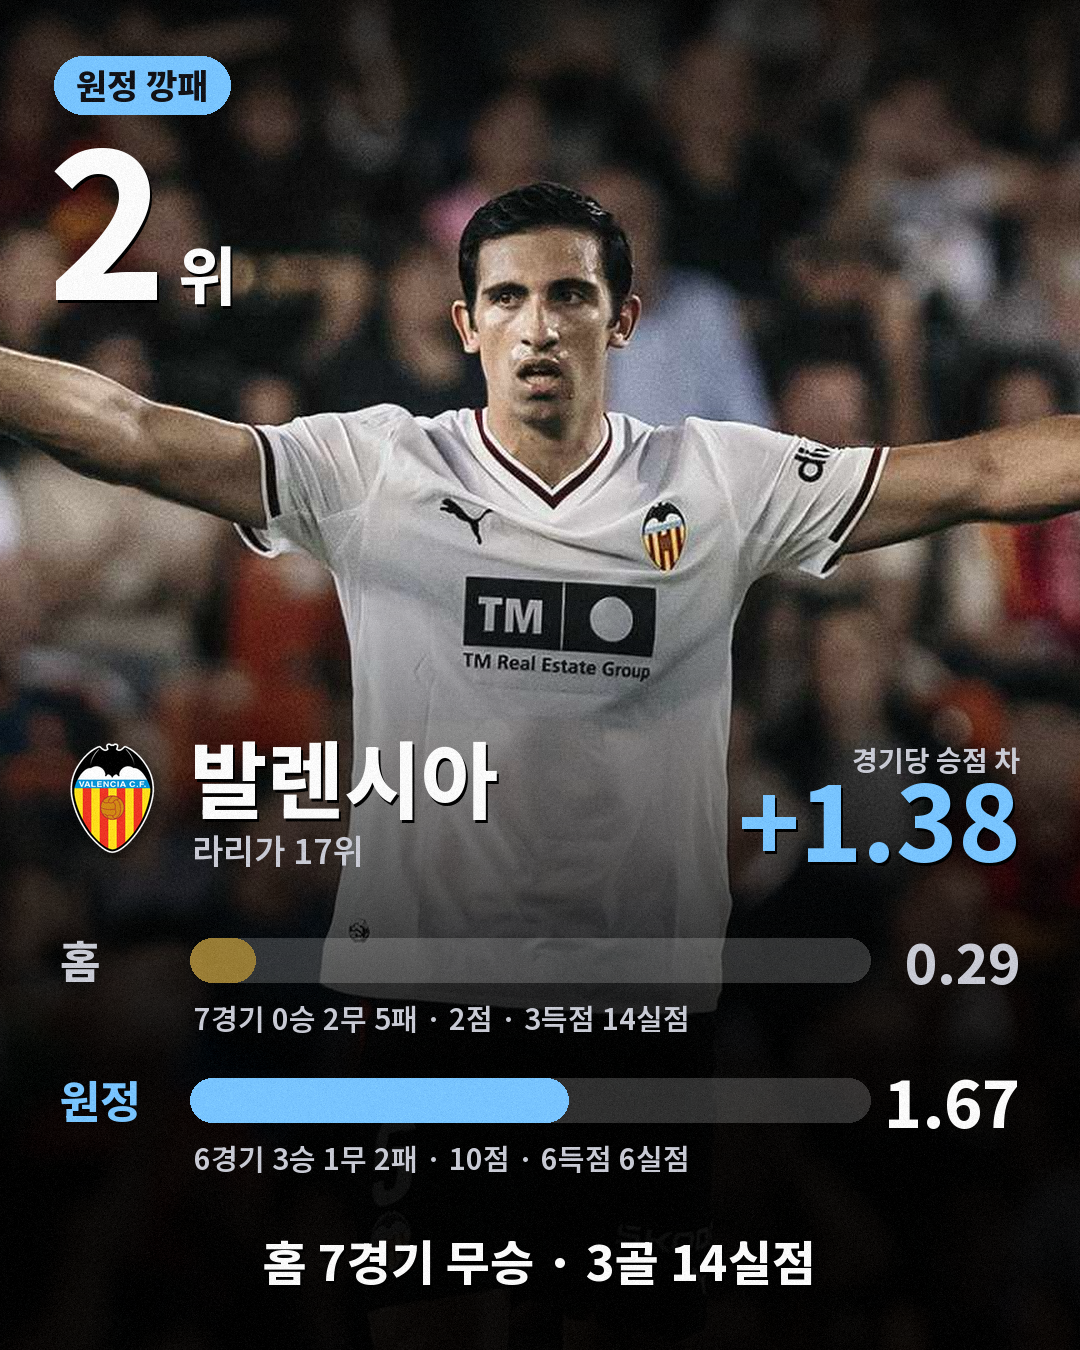 원정 깡패
2 위
TM
TM Real Estate Group
VALENCIA C.F.
발렌시아
라리가 17위
경기당 승점 차
+1.38
홈
0.29
7경기 0승 2무 5패 · 2점 · 3득점 14실점
원정
1.67
6경기 3승 1무 2패 · 10점 · 6득점 6실점
5
홈 7경기 무승 · 3골 14실점